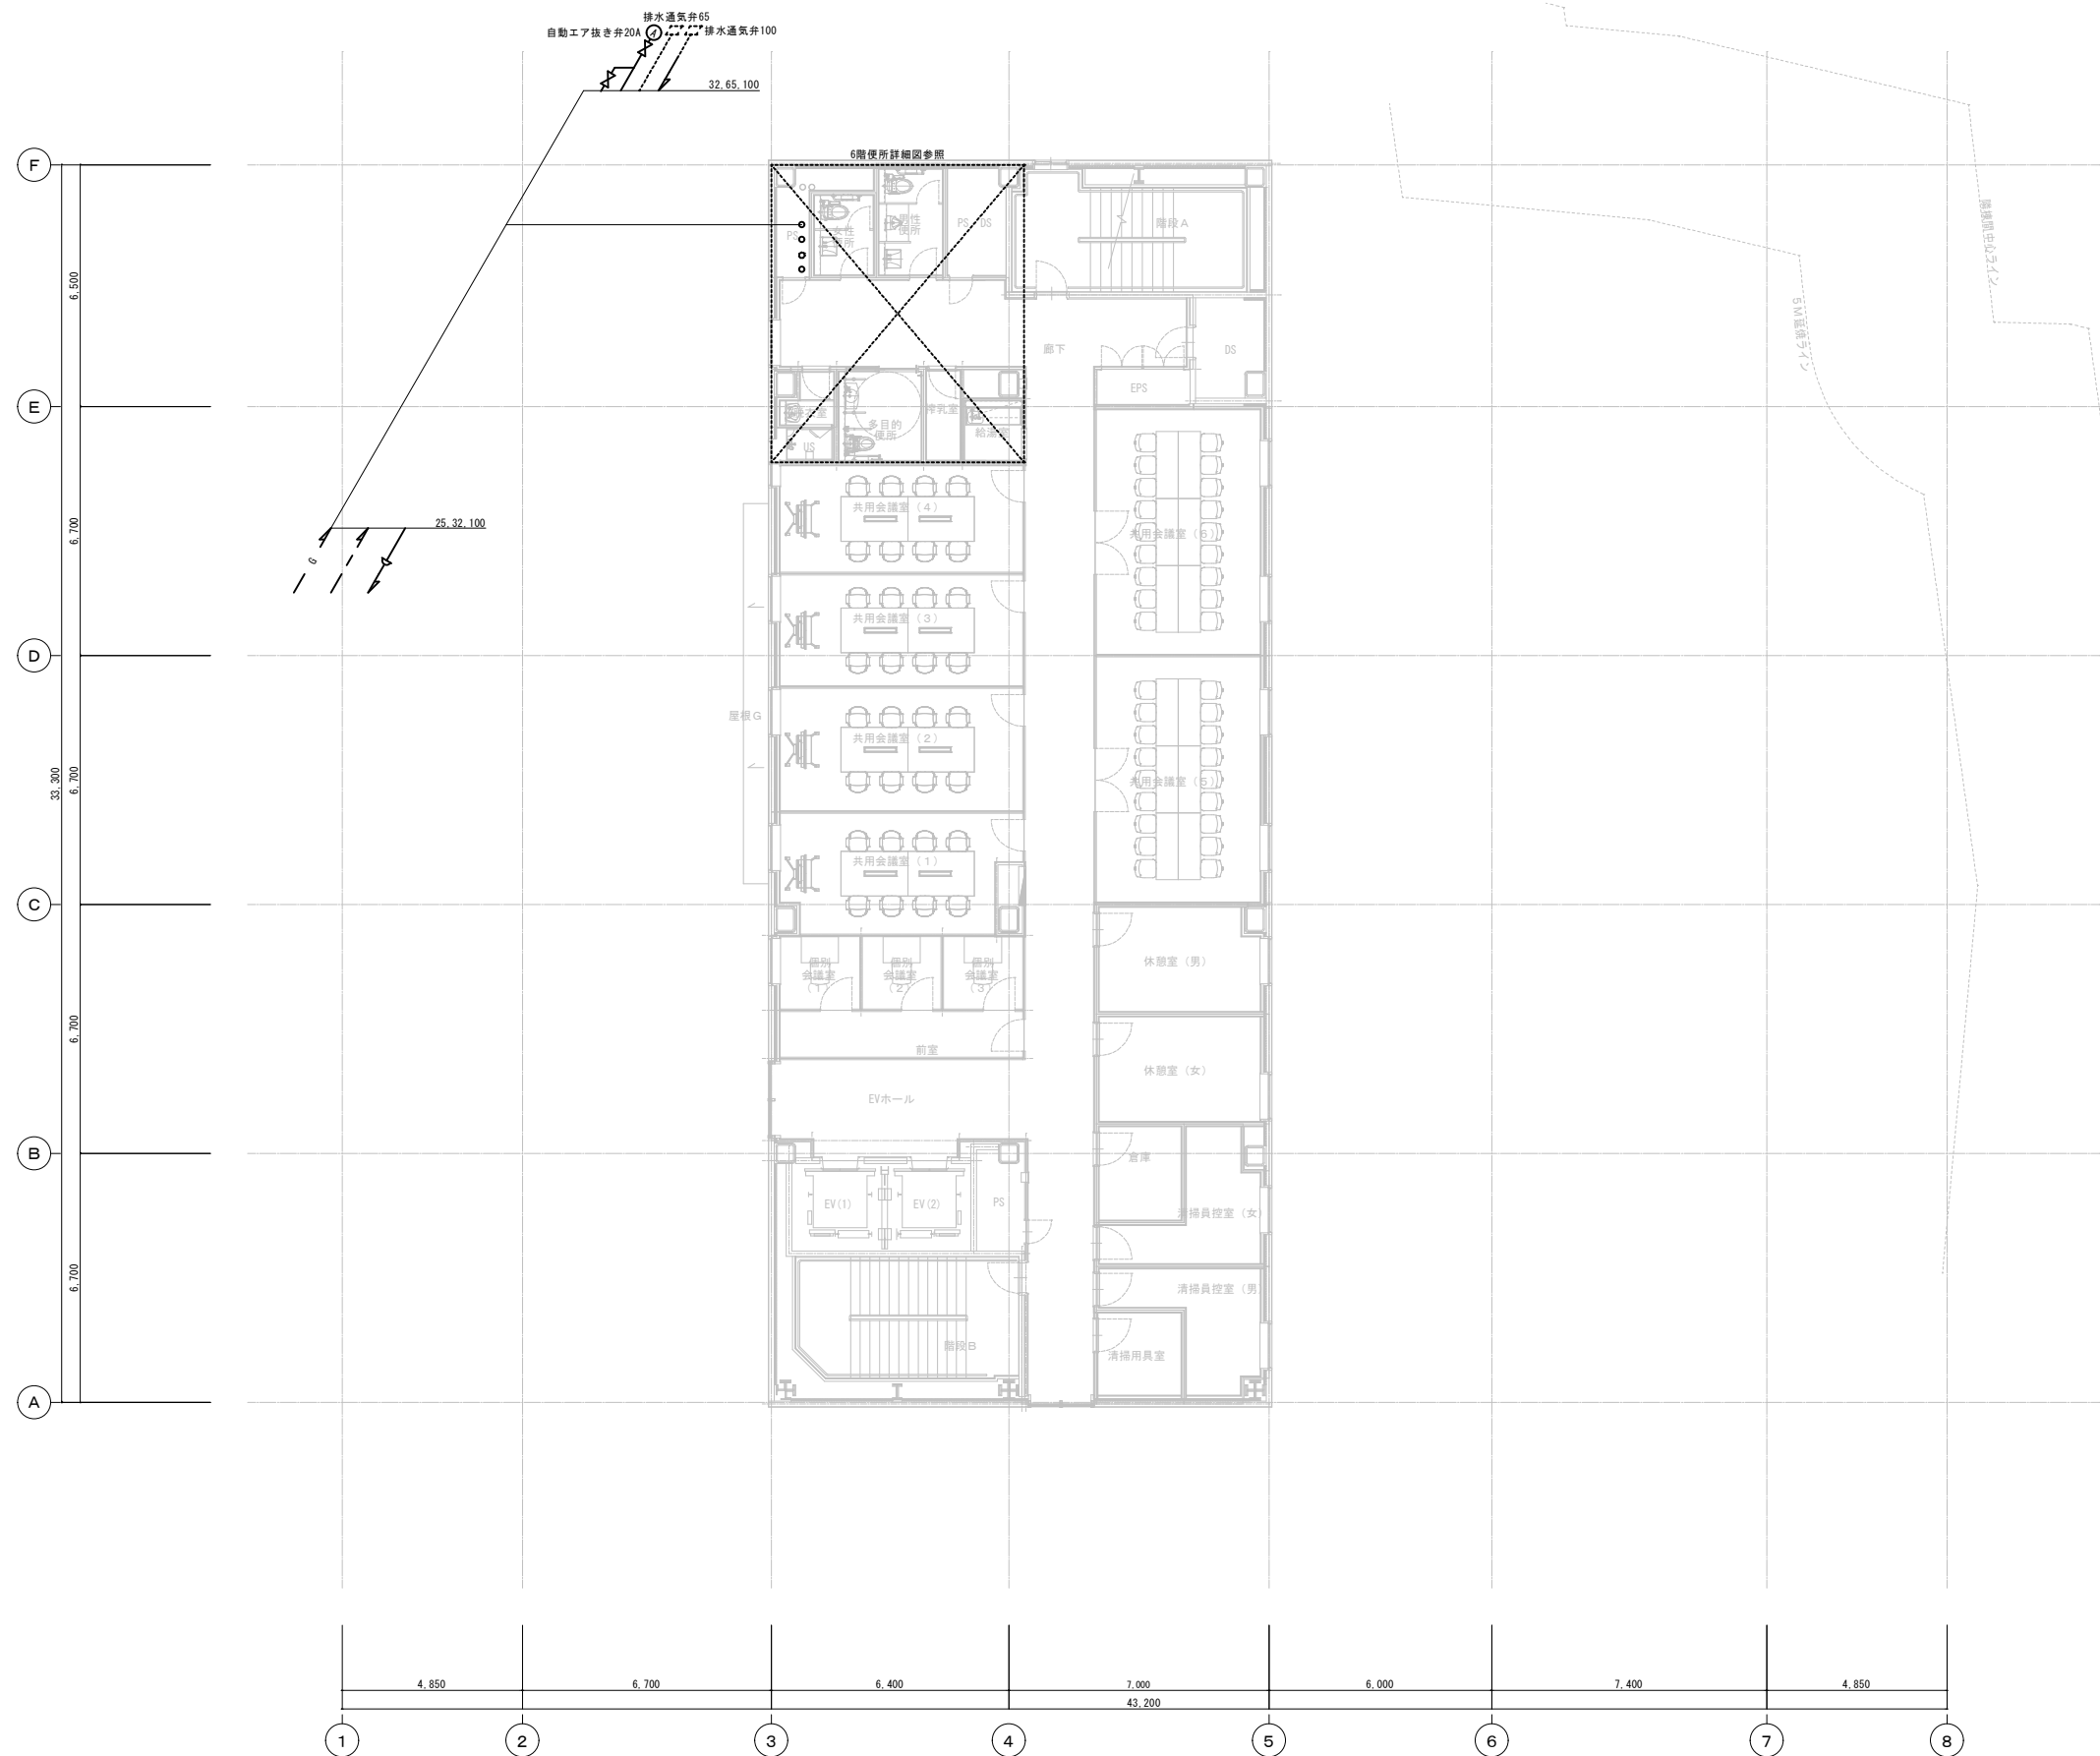 排水通気弁65
自動エア抜き弁20A
排水通気弁100
32,65,100
6階便所詳細図参照
F
PS
女性
便所
男性
便所
PS
DS
階段A
隣棟間中心ライン
5M延焼ライン
6,500
廊下
DS
EPS
E
多目的
便所
搾乳室
給湯室
US
25,32,100
G
6,700
共用会議室(4)
共用会議室(6)
共用会議室(3)
D
屋根G
共用会議室(2)
33,300
6,700
共用会議室(5)
共用会議室(1)
C
個別
会議室
(1)
個別
会議室
(2)
個別
会議室
(3)
休憩室(男)
6,700
前室
休憩室(女)
EVホール
B
倉庫
EV(1)
EV(2)
PS
清掃員控室(女)
6,700
清掃員控室(男)
階段B
清掃用具室
A
4,850
6,700
6,400
7,000
6,000
7,400
4,850
43,200
1
2
3
4
5
6
7
8